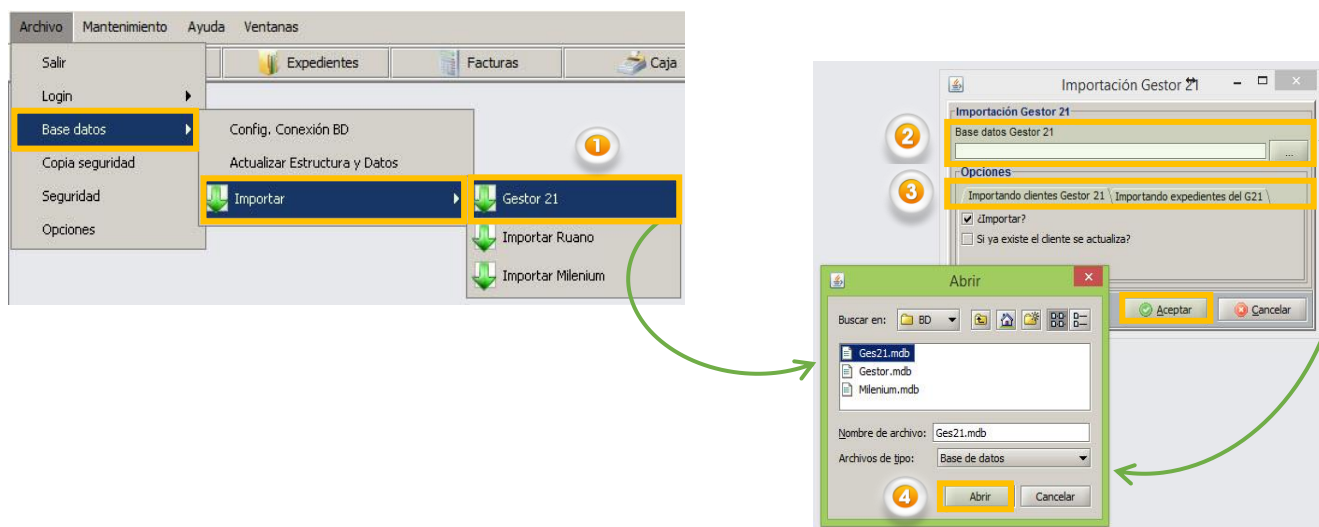 Archivo Mantenimiento Ayuda Ventanas
Salir
Expedientes Facturas Caja
Login
Base datos
Config. Conexión BD
Copia seguridad
Actualizar Estructura y Datos
1
Seguridad
Importar
Gestor 21
Opciones
Importar Ruano
Importar Milenium
Importación Gestor 21
Importación Gestor 21
2
Base datos Gestor 21
...
Opciones
3
Importando clientes Gestor 21 Importando expedientes del G21
¿Importar?
Si ya existe el cliente se actualiza?
Aceptar Cancelar
Abrir
Buscar en: BD
Ges21.mdb
Gestor.mdb
Milenium.mdb
Nombre de archivo: Ges21.mdb
Archivos de tipo: Base de datos
4
Abrir Cancelar